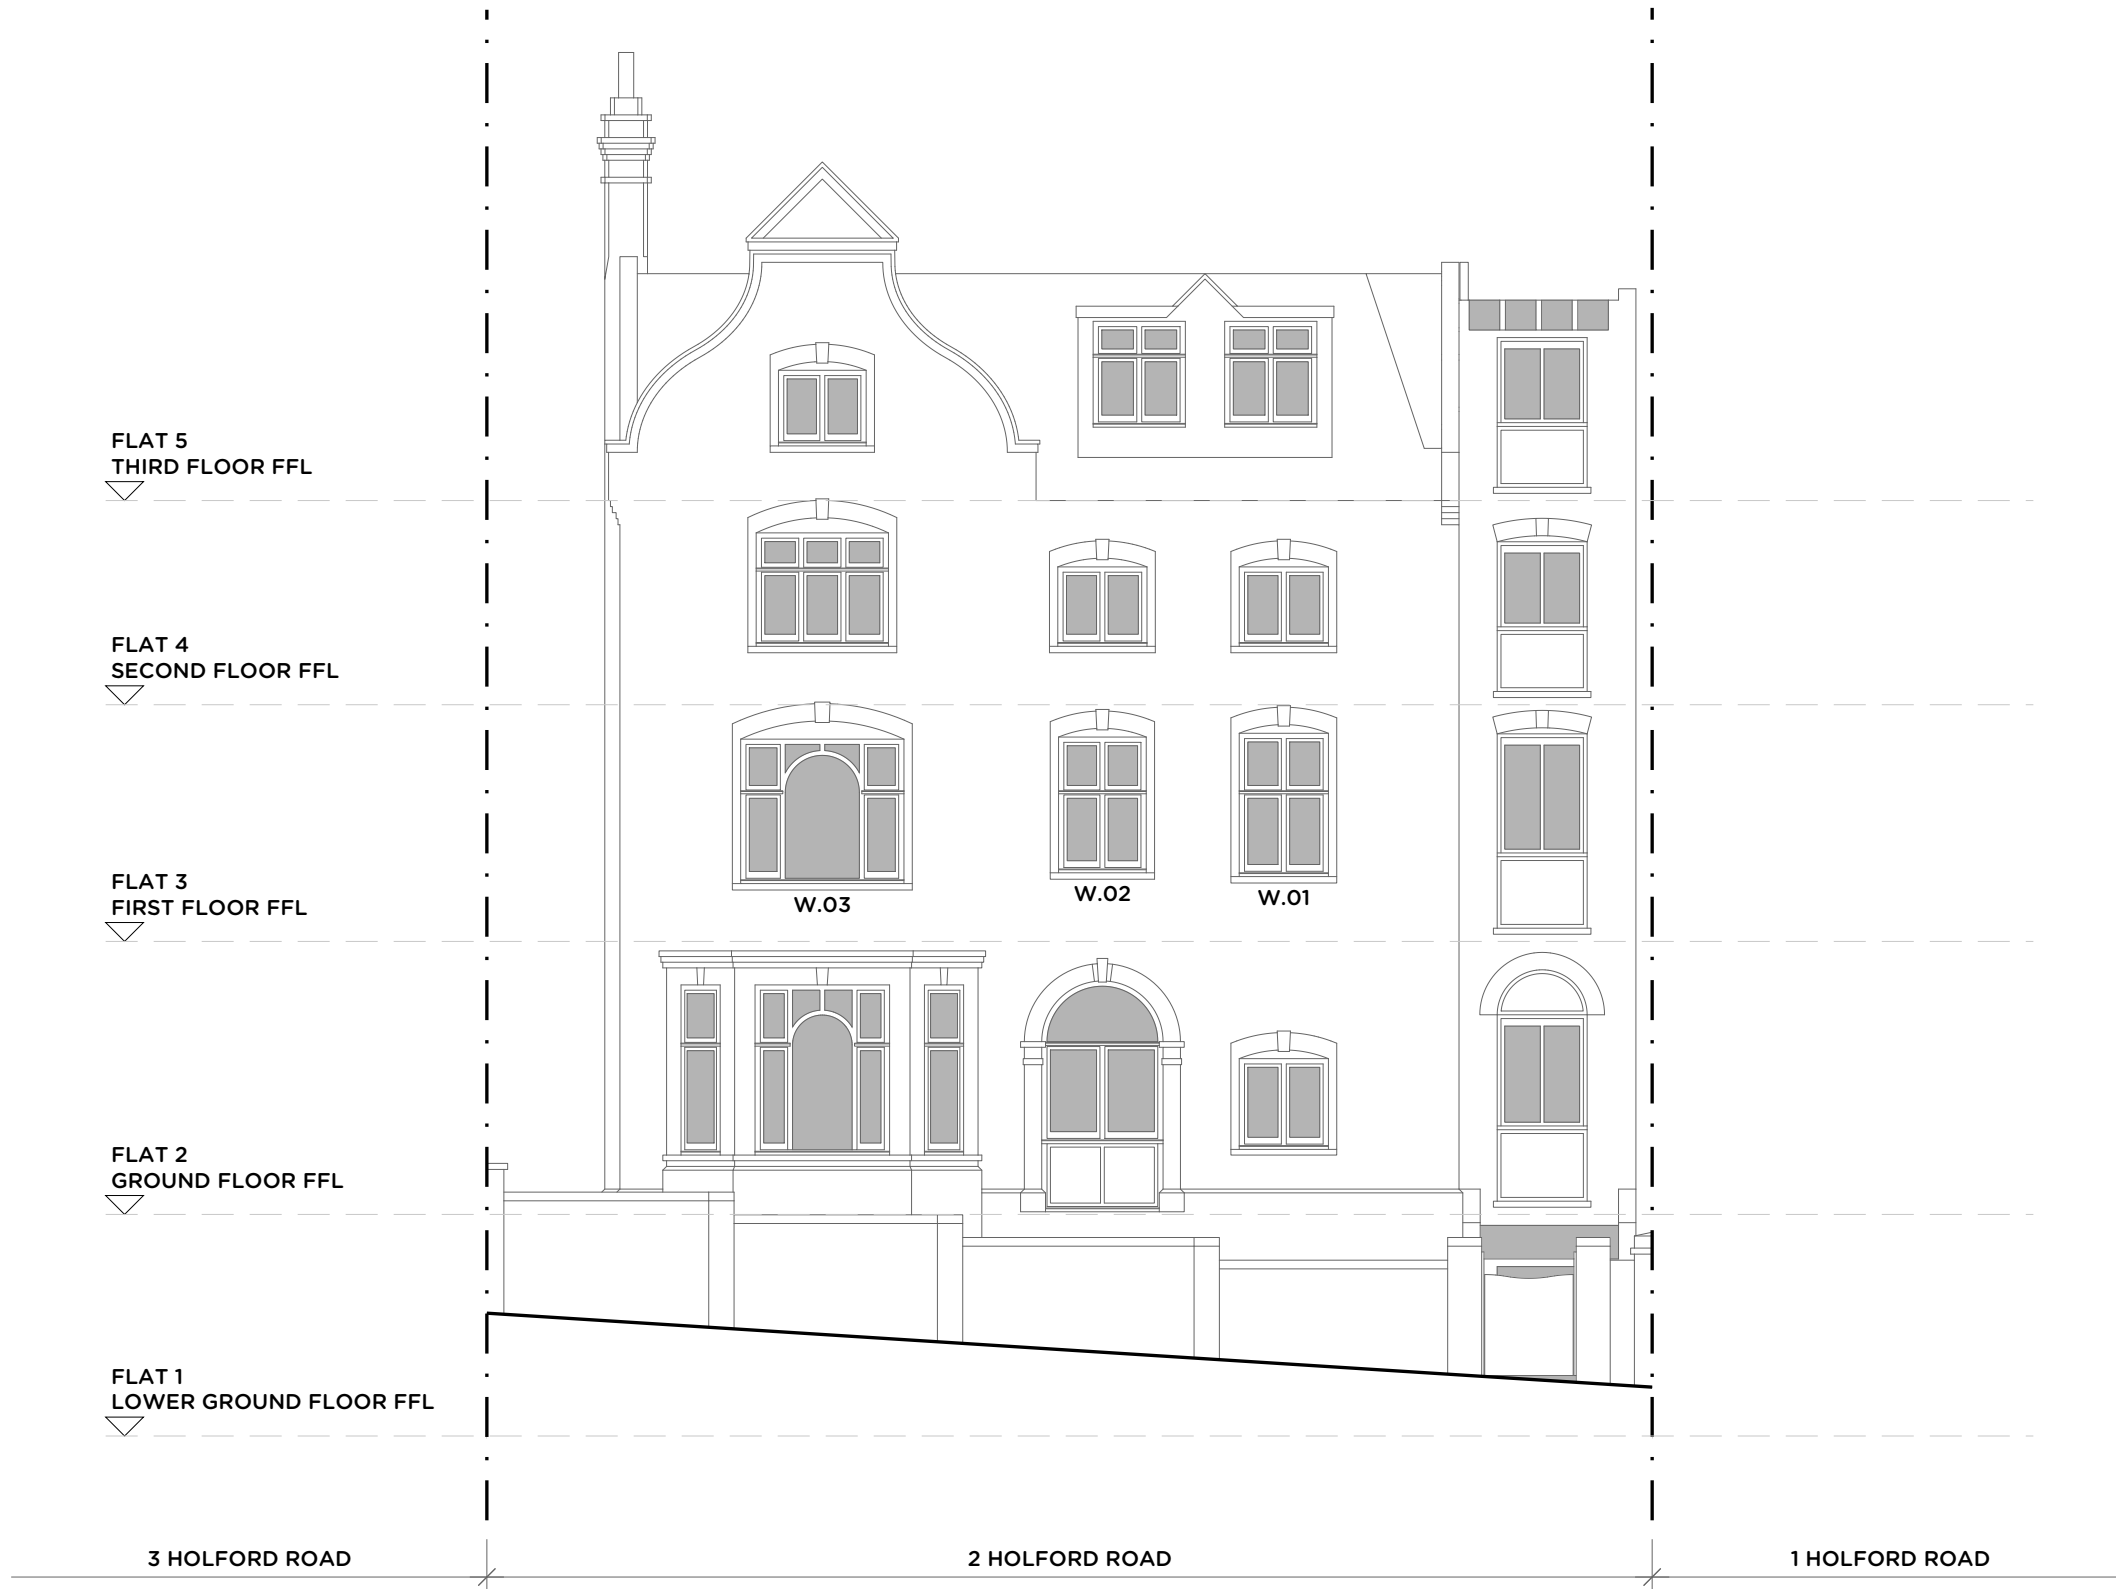 FLAT 5
THIRD FLOOR FFL
FLAT 4
SECOND FLOOR FFL
FLAT 3
FIRST FLOOR FFL
W.03
W.02
W.01
FLAT 2
GROUND FLOOR FFL
FLAT 1
LOWER GROUND FLOOR FFL
3 HOLFORD ROAD
2 HOLFORD ROAD
1 HOLFORD ROAD